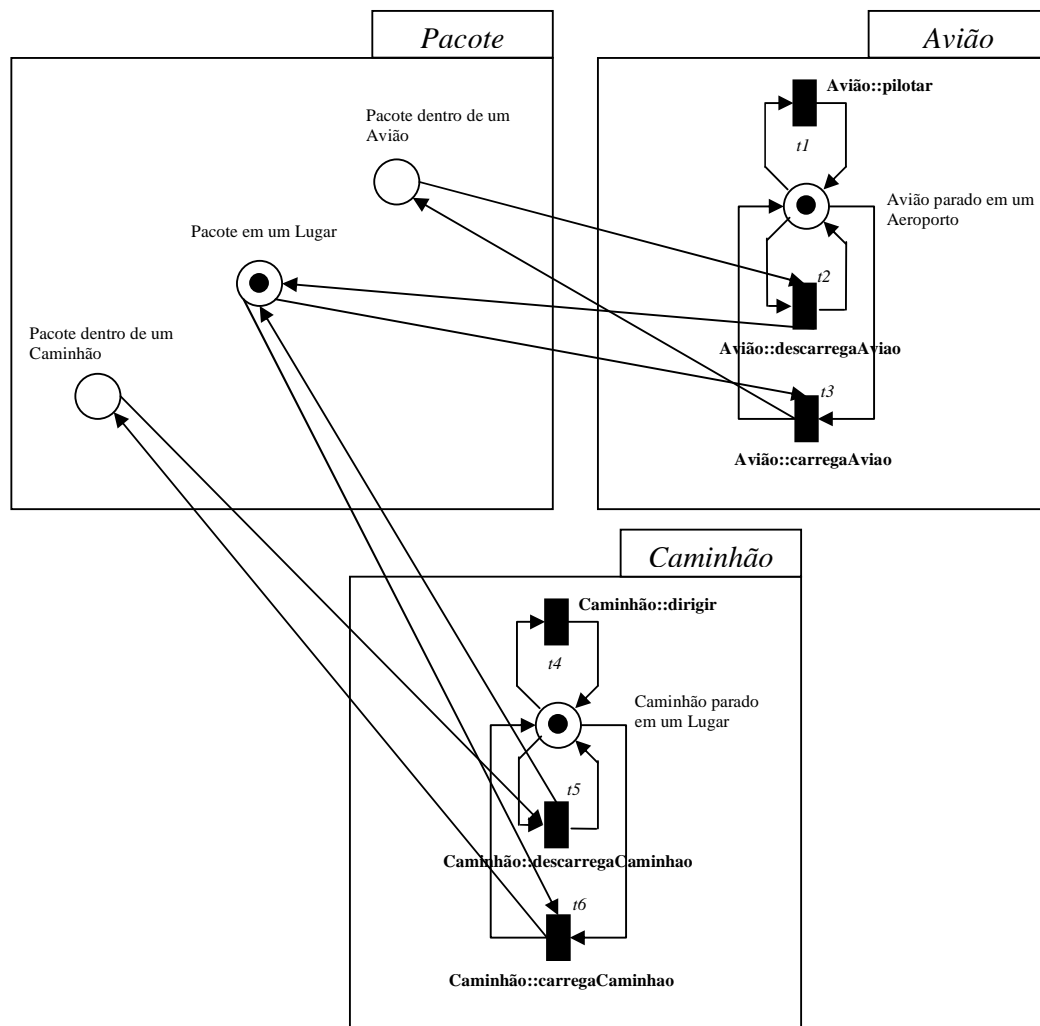 Pacote
Avião
Pacote dentro de um
Avião
Pacote em um Lugar
Pacote dentro de um
Caminhão
Avião::pilotar
t1
Avião parado em um
Aeroporto
t2
Avião::descarregaAviao
t3
Avião::carregaAviao
Caminhão
Caminhão::dirigir
t4
Caminhão parado
em um Lugar
t5
Caminhão::descarregaCaminhao
t6
Caminhão::carregaCaminhao